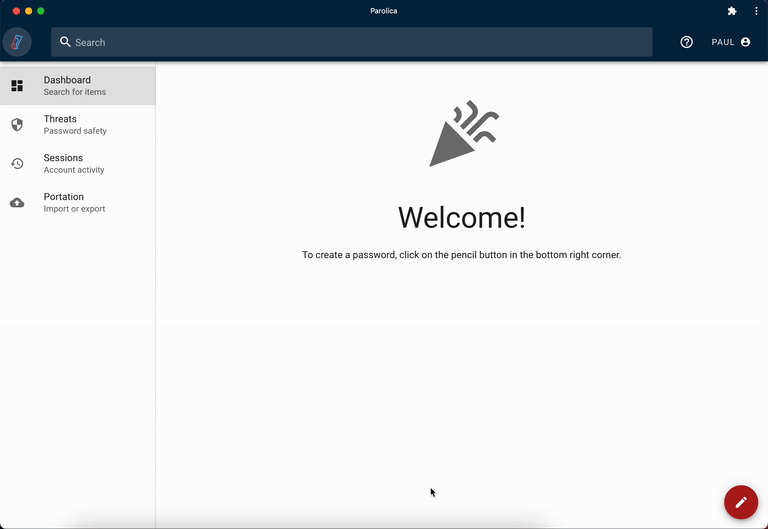 Parolica
Search
PAUL
Dashboard
Search for items
Threats
Password safety
Sessions
Account activity
Portation
Import or export
Welcome!
To create a password, click on the pencil button in the bottom right corner.